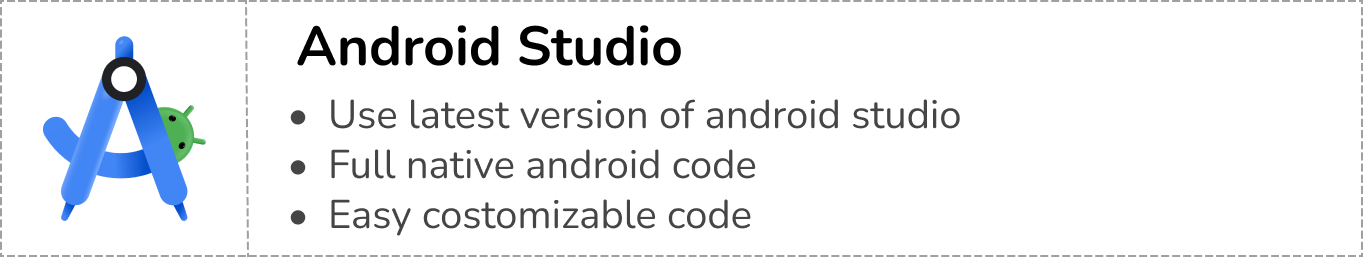 Android Studio
• Use latest version of android studio
• Full native android code
• Easy costomizable code